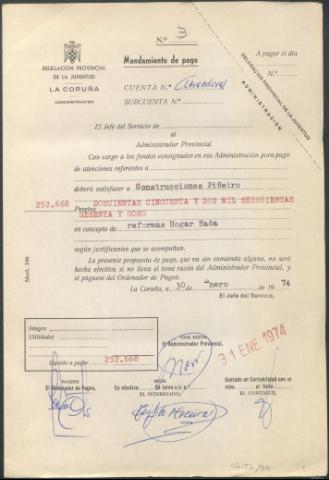 N.º 3
Mandamiento de pago
A pagar el día
N.º
DELEGACION PROVINCIAL
DE LA JUVENTUD
LA CORUÑA
ADMINISTRACION
CUENTA N.º
SUBCUENTA N.º
DELEGACION PROVINCIAL DE LA JUVENTUD
ADMINISTRACION
El Jefe del Servicio de
al
Administrador Provincial
Con cargo a los fondos consignados en esa Administración para pago
de atenciones referentes a
deberá satisfacer a Construcciones Piñeiro
252.668 Pesetas DOSCIENTAS CINCUENTA Y DOS MIL SEISCIENTAS
SESENTA Y OCHO
en concepto de reformas Hogar Sada
según justificantes que se acompañan.
La presente propuesta de pago, que va sin enmienda alguna, no será
hecha efectiva si no lleva el tomé razón del Administrador Provincial, y
el páguese del Ordenador de Pagos.
La Coruña, a 30 de enero de 1974
El Jefe del Servicio,
Mod. 106
Integro
Utilidades
Líquido a pagar 252.668
TOMÉ RAZÓN:
El Administrador Provincial,
31 ENE 1974
PÁGUESE
El Ordenador de Pagos,
RECIBÍ:
En efectivo
En talón c/c n.º
EL INTERESADO,
Sentado en Contabilidad con el
núm. al folio
EL CONTABLE,